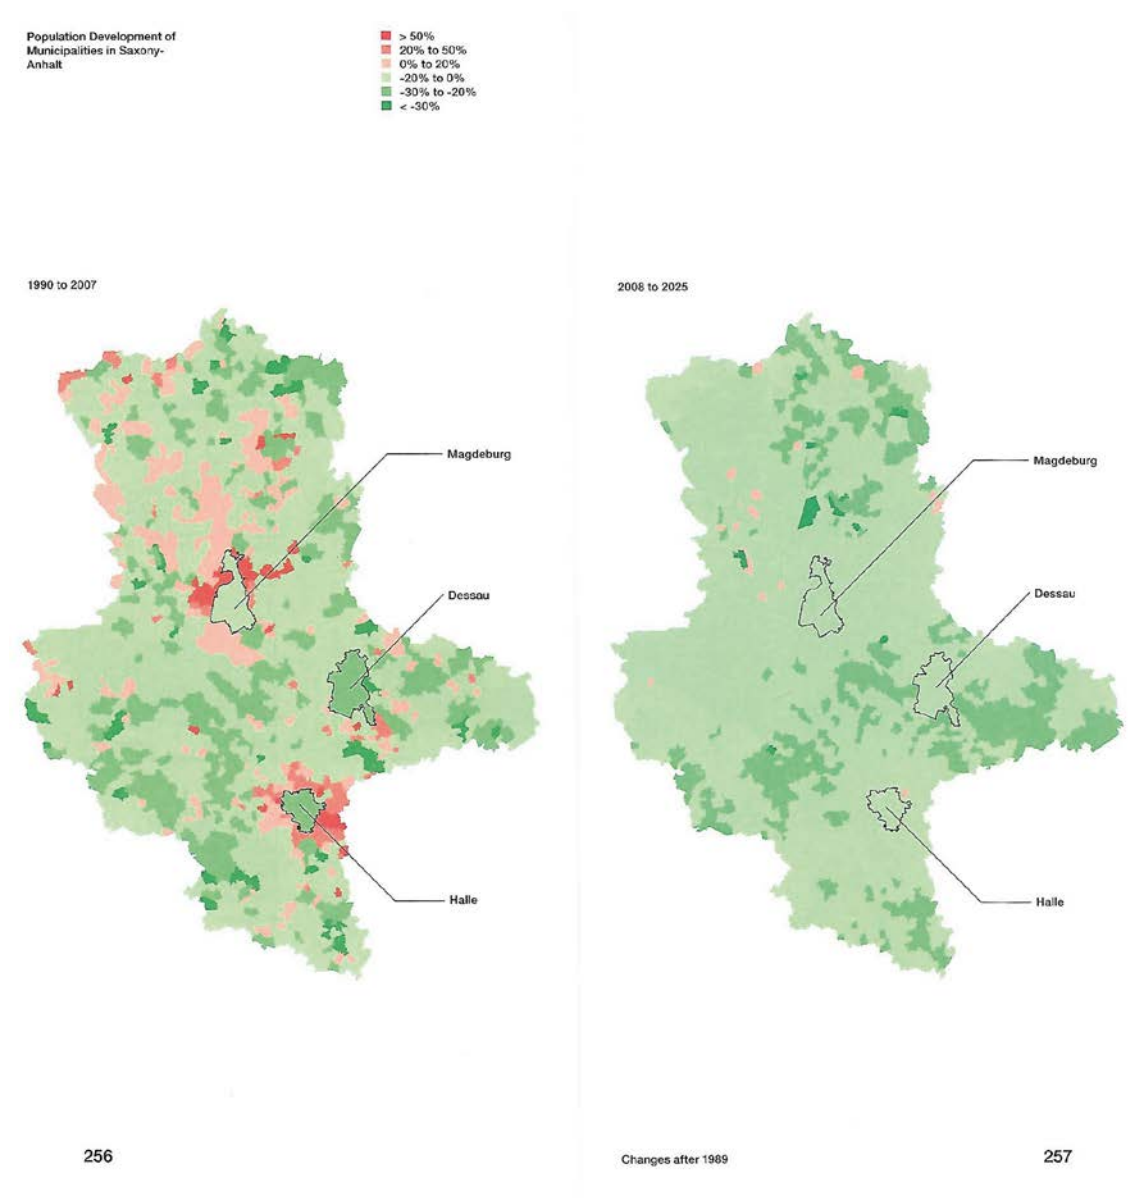 Population Development of
Municipalities in Saxony-
Anhalt
> 50%
20% to 50%
0% to 20%
-20% to 0%
-30% to -20%
< -30%
1990 to 2007
Magdeburg
Dessau
Halle
2008 to 2025
Magdeburg
Dessau
Halle
256
Changes after 1989
257